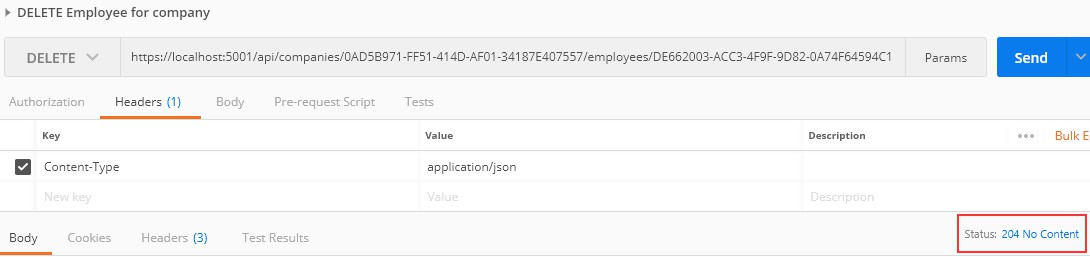 DELETE Employee for company
DELETE https://localhost:5001/api/companies/0AD5B971-FF51-414D-AF01-34187E407557/employees/DE662003-ACC3-4F9F-9D82-0A74F64594C1 Params Send
Authorization Headers (1) Body Pre-request Script Tests
Key Value Description ••• Bulk E
Content-Type application/json
New key Value Description
Body Cookies Headers (3) Test Results Status: 204 No Content